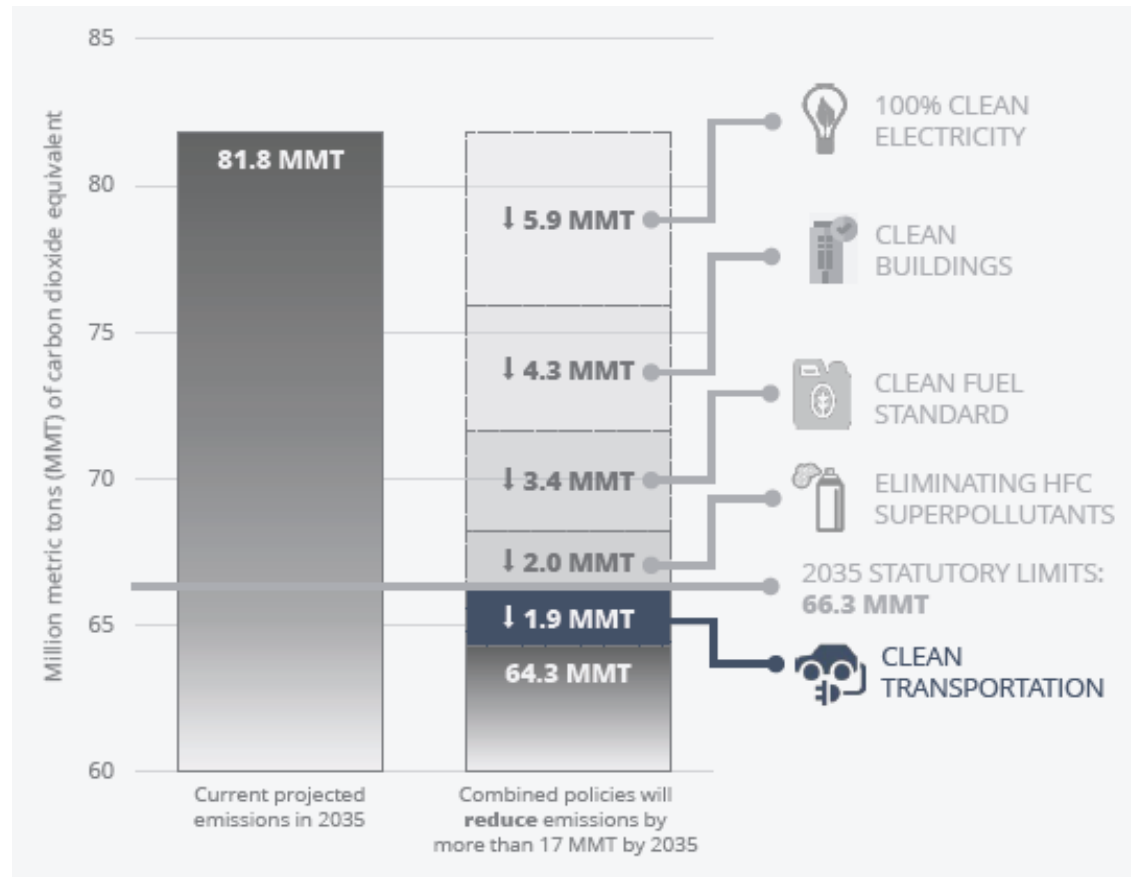 Million metric tons (MMT) of carbon dioxide equivalent
85
80
75
70
65
60
81.8 MMT
↓ 5.9 MMT
↓ 4.3 MMT
↓ 3.4 MMT
↓ 2.0 MMT
↓ 1.9 MMT
64.3 MMT
100% CLEAN
ELECTRICITY
CLEAN
BUILDINGS
CLEAN FUEL
STANDARD
ELIMINATING HFC
SUPERPOLLUTANTS
2035 STATUTORY LIMITS:
66.3 MMT
CLEAN
TRANSPORTATION
Current projected
emissions in 2035
Combined policies will
reduce emissions by
more than 17 MMT by 2035